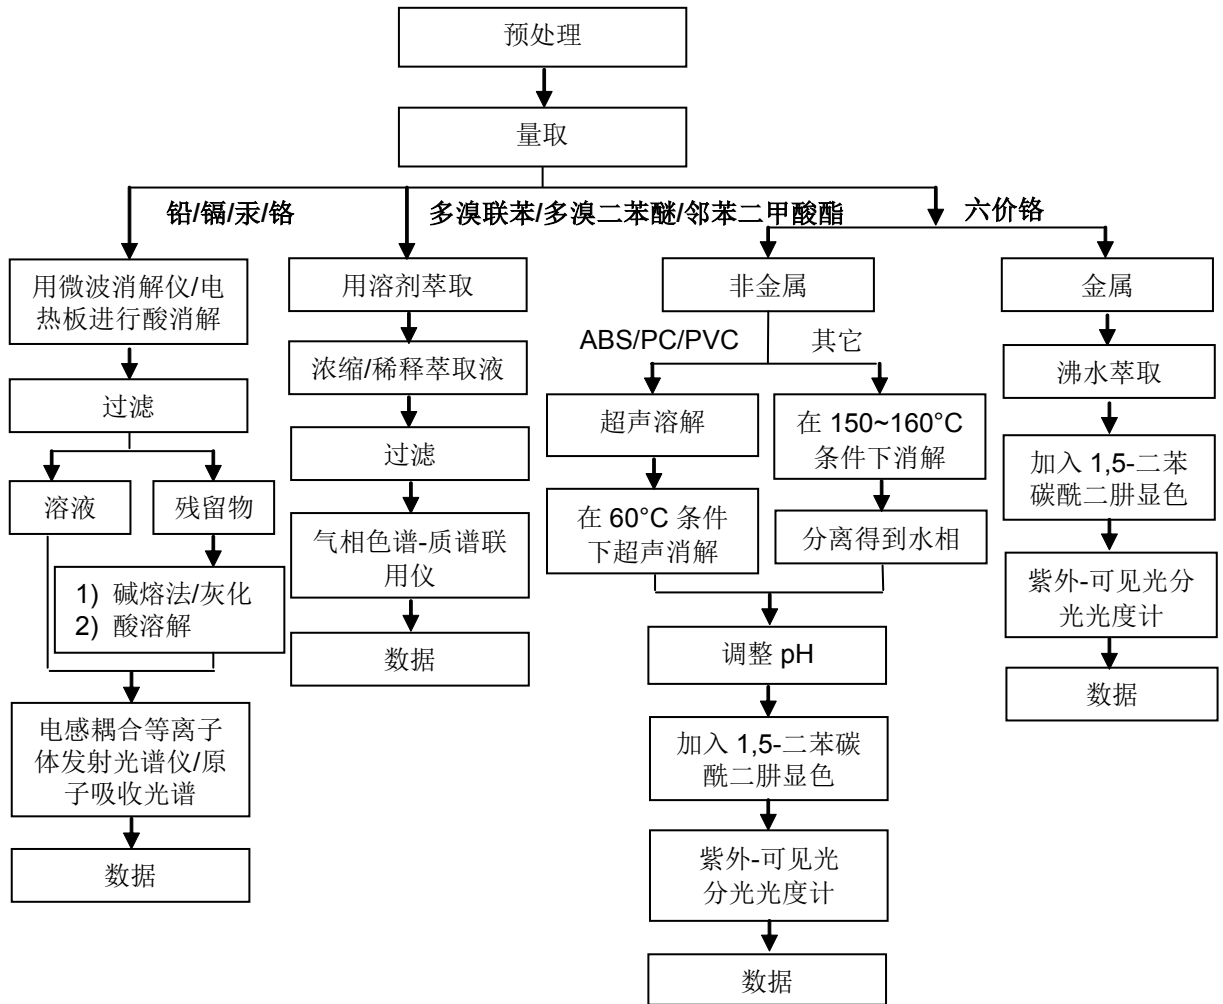 预处理
量取
铅/镉/汞/铬
多溴联苯/多溴二苯醚/邻苯二甲酸酯
六价铬
用微波消解仪/电
热板进行酸消解
过滤
溶液
残留物
1) 碱熔法/灰化
2) 酸溶解
电感耦合等离子
体发射光谱仪/原
子吸收光谱
数据
用溶剂萃取
浓缩/稀释萃取液
过滤
气相色谱-质谱联
用仪
数据
非金属
ABS/PC/PVC
其它
超声溶解
在 60°C 条件
下超声消解
在 150~160°C
条件下消解
分离得到水相
调整 pH
加入 1,5-二苯碳
酰二肼显色
紫外-可见光
分光光度计
数据
金属
沸水萃取
加入 1,5-二苯
碳酰二肼显色
紫外-可见光分
光光度计
数据